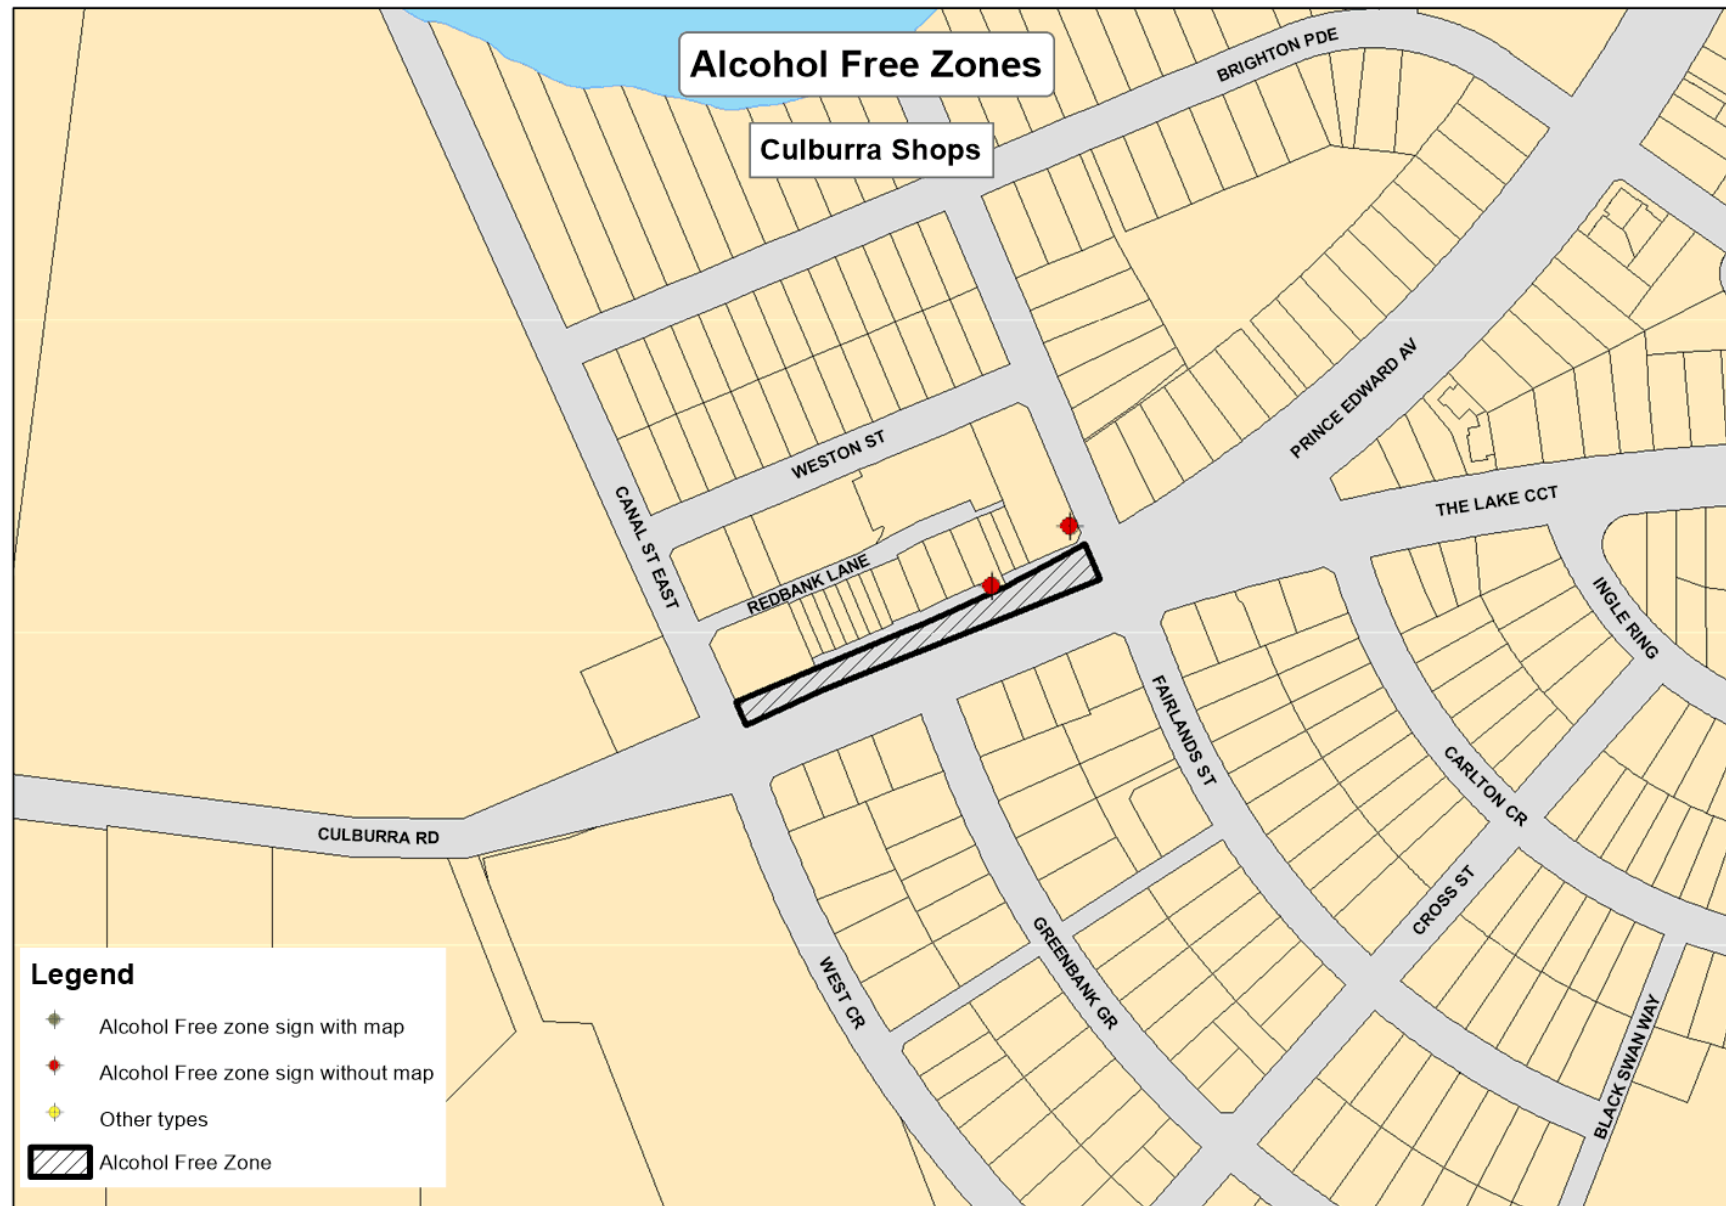 Alcohol Free Zones
Culburra Shops
BRIGHTON PDE
PRINCE EDWARD AV
WESTON ST
CANAL ST EAST
REDBANK LANE
THE LAKE CCT
INGLE RING
FAIRLANDS ST
CARLTON CR
CULBURRA RD
CROSS ST
GREENBANK GR
WEST CR
BLACK SWAN WAY
Legend
Alcohol Free zone sign with map
Alcohol Free zone sign without map
Other types
Alcohol Free Zone